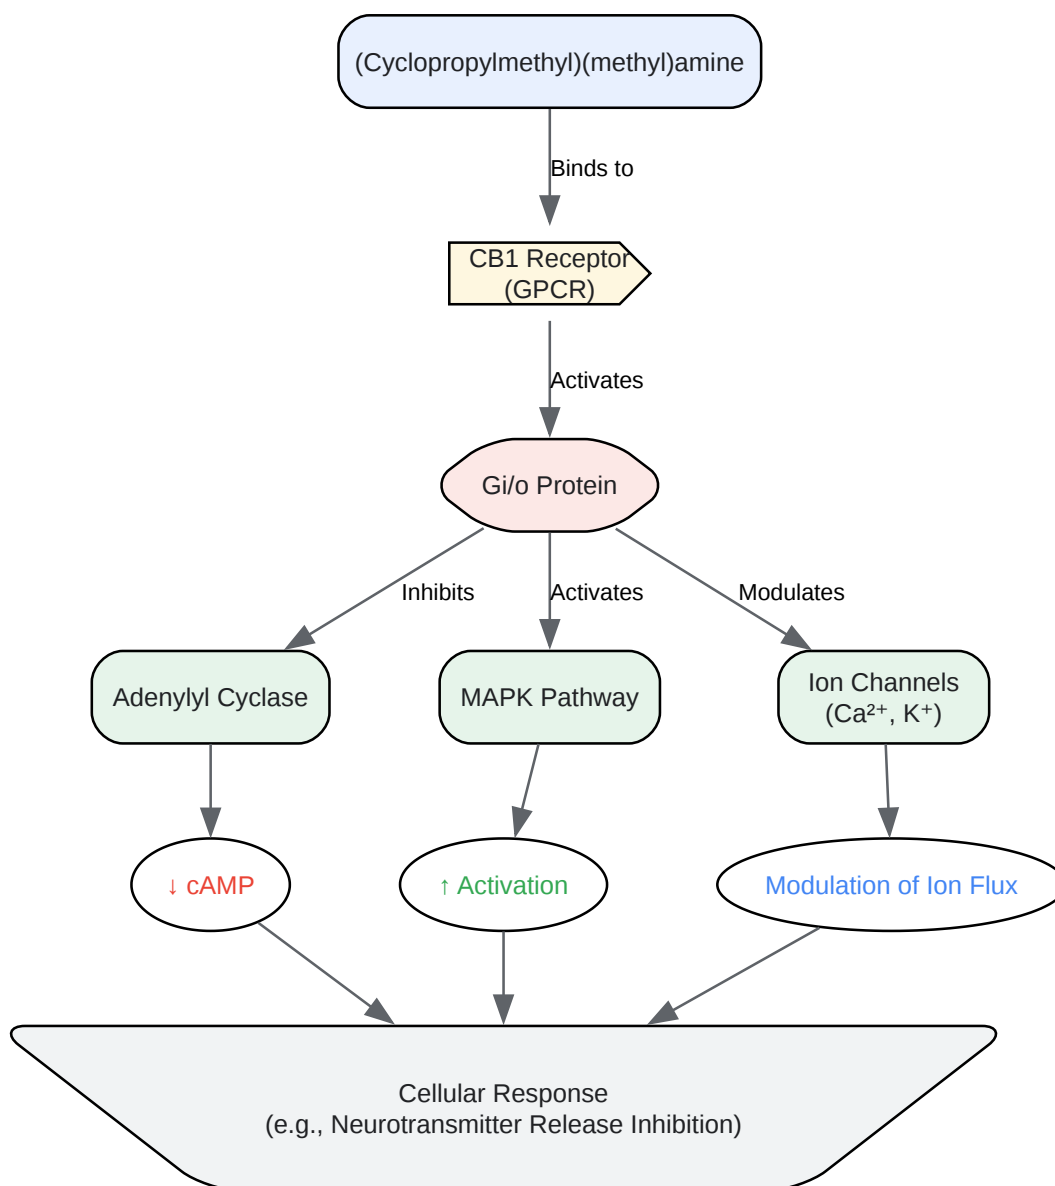 (Cyclopropylmethyl)(methyl)amine
Binds to
CB1 Receptor
(GPCR)
Activates
Gi/o Protein
Inhibits
Activates
Modulates
Adenylyl Cyclase
MAPK Pathway
Ion Channels
(Ca²⁺, K⁺)
↓ cAMP
↑ Activation
Modulation of Ion Flux
Cellular Response
(e.g., Neurotransmitter Release Inhibition)